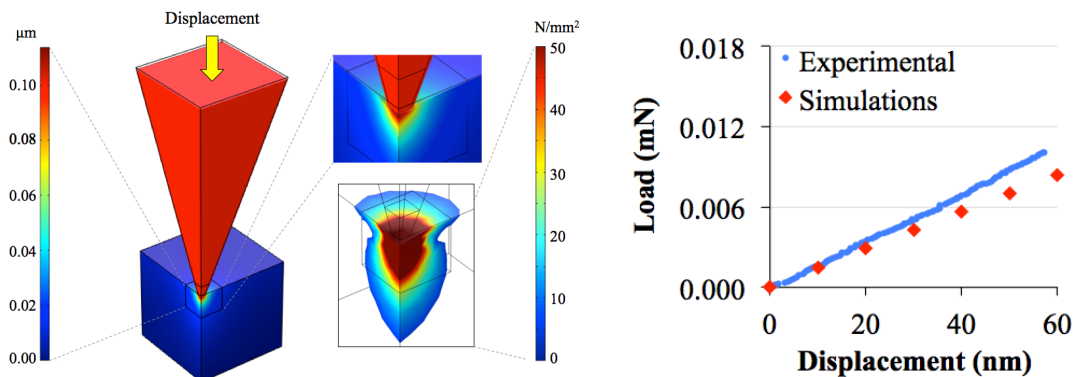 μm
Displacement
0.10
0.08
0.06
0.04
0.02
0.00
N/mm²
50
40
30
20
10
0
Load (mN)
0.018
0.012
0.006
0.000
Experimental
Simulations
0
20
40
60
Displacement (nm)